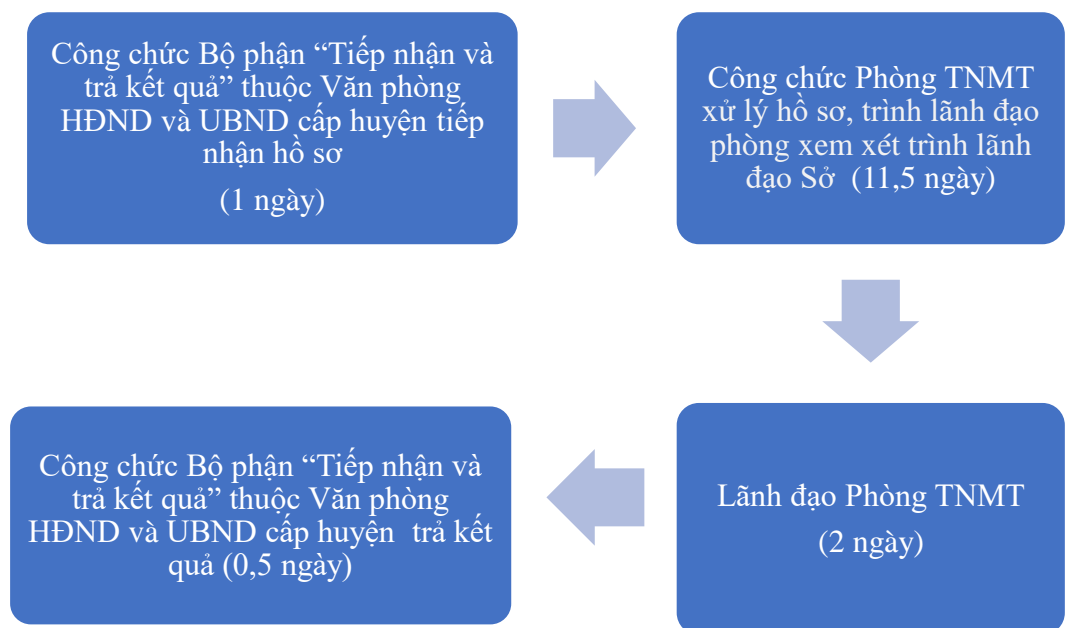 Công chức Bộ phận “Tiếp nhận và
trả kết quả” thuộc Văn phòng
HĐND và UBND cấp huyện tiếp
nhận hồ sơ
(1 ngày)
Công chức Phòng TNMT
xử lý hồ sơ, trình lãnh đạo
phòng xem xét trình lãnh
đạo Sở (11,5 ngày)
Lãnh đạo Phòng TNMT
(2 ngày)
Công chức Bộ phận “Tiếp nhận và
trả kết quả” thuộc Văn phòng
HĐND và UBND cấp huyện trả kết
quả (0,5 ngày)